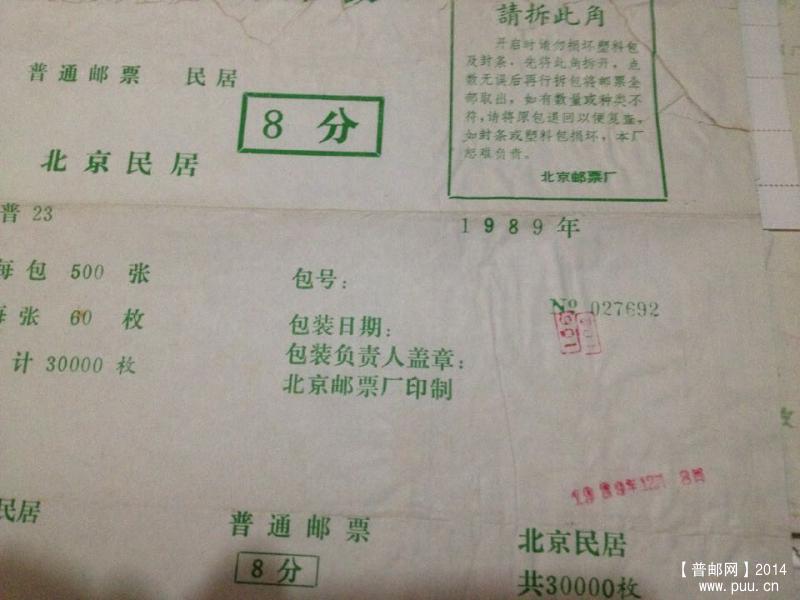 請拆此角
开启时请勿损坏塑料包
及封条.先将此角拆开,点
数无误后再行拆包将邮票全
部取出,如有数量或种类不
符,请将原包退回以便复查,
如封条或塑料包损坏,本厂
恕难负责。
北京邮票厂
普通邮票 民居
8 分
北京民居
普 23
1989 年
每包 500 张
包号:
No 027692
每张 60 枚
包装日期:
计 30000 枚
包装负责人盖章:
北京邮票厂印制
1989年12月 8日
民居
普通邮票
8 分
北京民居
共30000枚
【普邮网】2014
www.puu.cn